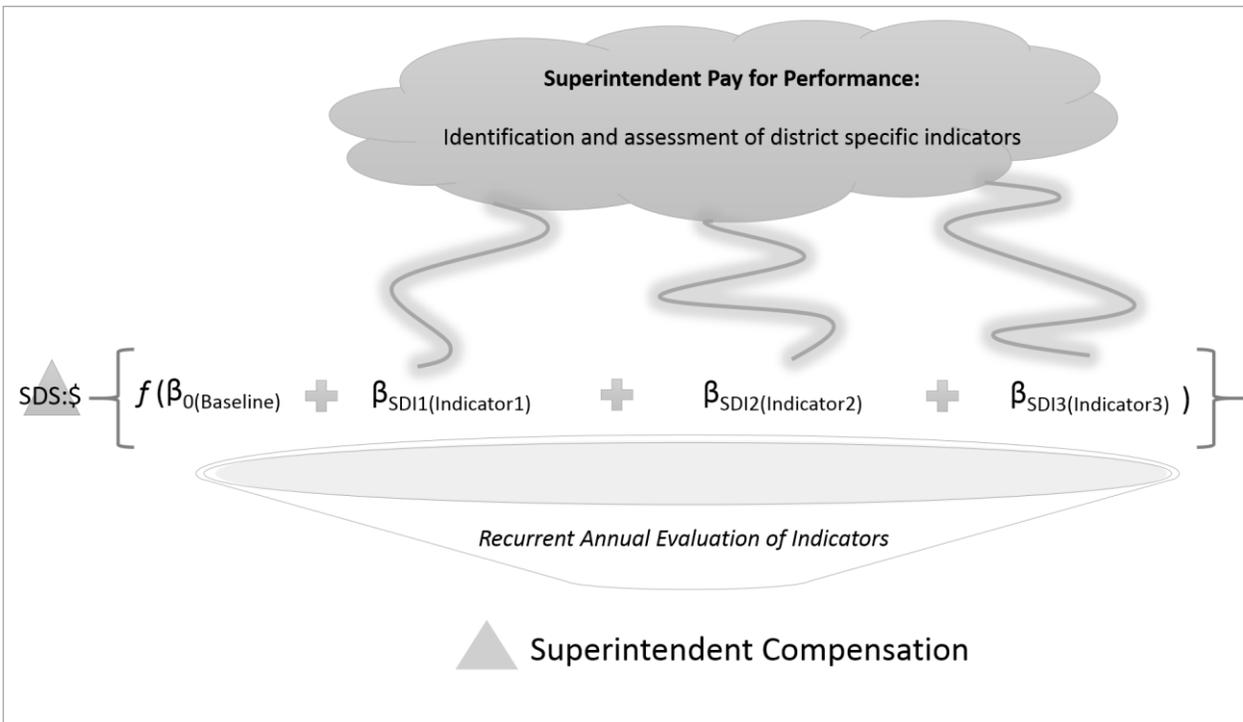 Superintendent Pay for Performance:
Identification and assessment of district specific indicators
SDS:$ f (β0(Baseline) + βSDI1(Indicator1) + βSDI2(Indicator2) + βSDI3(Indicator3) )
Recurrent Annual Evaluation of Indicators
Superintendent Compensation